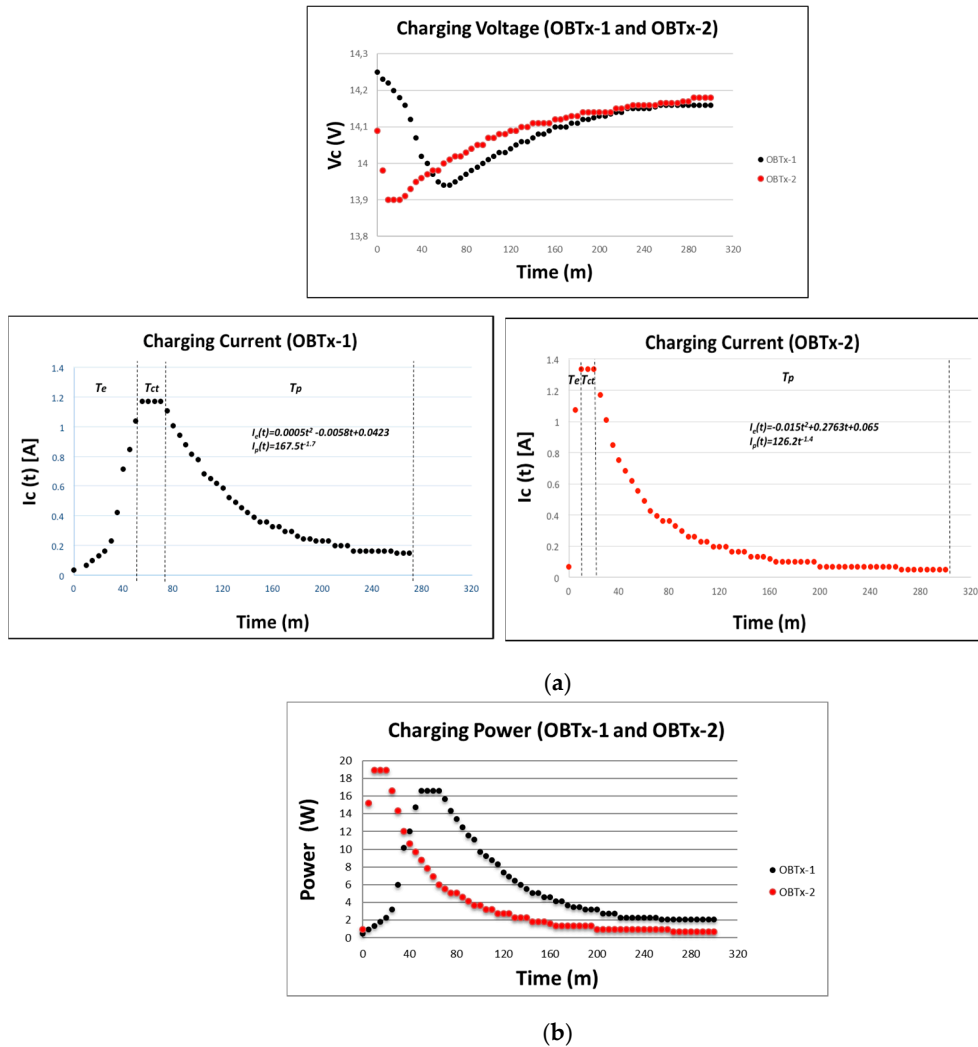 Charging Voltage (OBTx-1 and OBTx-2)
14,3
14,2
14,1
14
13,9
13,8
Vc (V)
0 40 80 120 160 200 240 280 320
Time (m)
OBTx-1
OBTx-2
Charging Current (OBTx-1)
1.4
1.2
1
0.8
0.6
0.4
0.2
0
Ic (t) [A]
Te Tct Tp
Ie(t)=0.0005t² -0.0058t+0.0423
Ip(t)=167.5t-1.7
0 40 80 120 160 200 240 280
Time (m)
Charging Current (OBTx-2)
1.4
1.2
1
0.8
0.6
0.4
0.2
0
Ic (t) [A]
Te Tct Tp
Ie(t)=-0.015t²+0.2763t+0.065
Ip(t)=126.2t-1.4
0 40 80 120 160 200 240 280 320
Time (m)
(a)
Charging Power (OBTx-1 and OBTx-2)
20
18
16
14
12
10
8
6
4
2
0
Power (W)
0 40 80 120 160 200 240 280 320
Time (m)
OBTx-1
OBTx-2
(b)